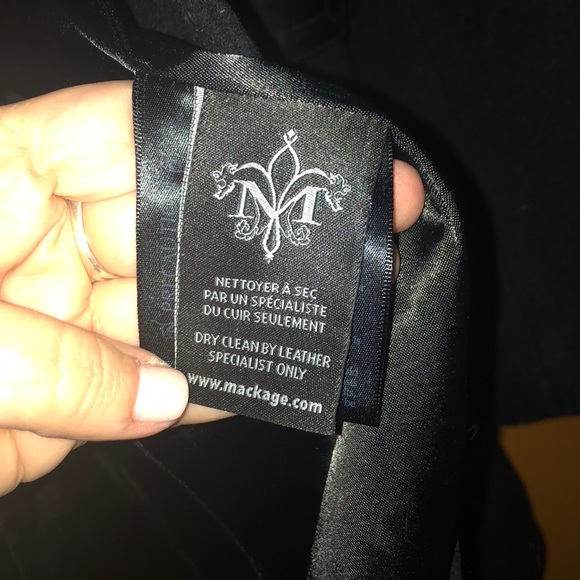 M
NETTOYER À SEC
PAR UN SPÉCIALISTE
DU CUIR SEULEMENT
DRY CLEAN BY LEATHER
SPECIALIST ONLY
www.mackage.com